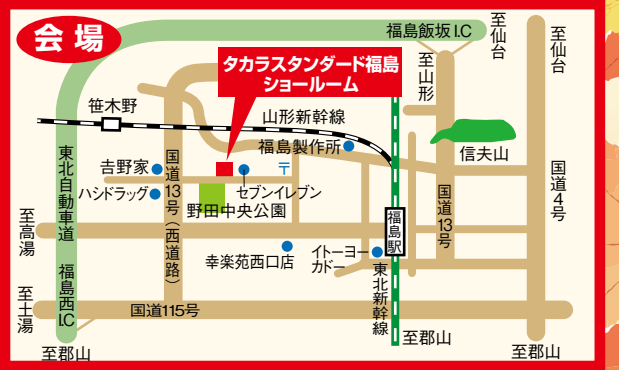 会場
福島飯坂I.C
至仙台
至仙台
タカラスタンダード福島
ショールーム
至山形
笹木野
山形新幹線
福島製作所
信夫山
吉野家
〒
セブンイレブン
ハシドラッグ
野田中央公園
東北自動車道
国道13号(西道路)
国道13号
国道4号
至高湯
福島駅
幸楽苑西口店
イトーヨー
カドー
東北新幹線
福島西I.C
至土湯
国道115号
至郡山
至郡山
至郡山